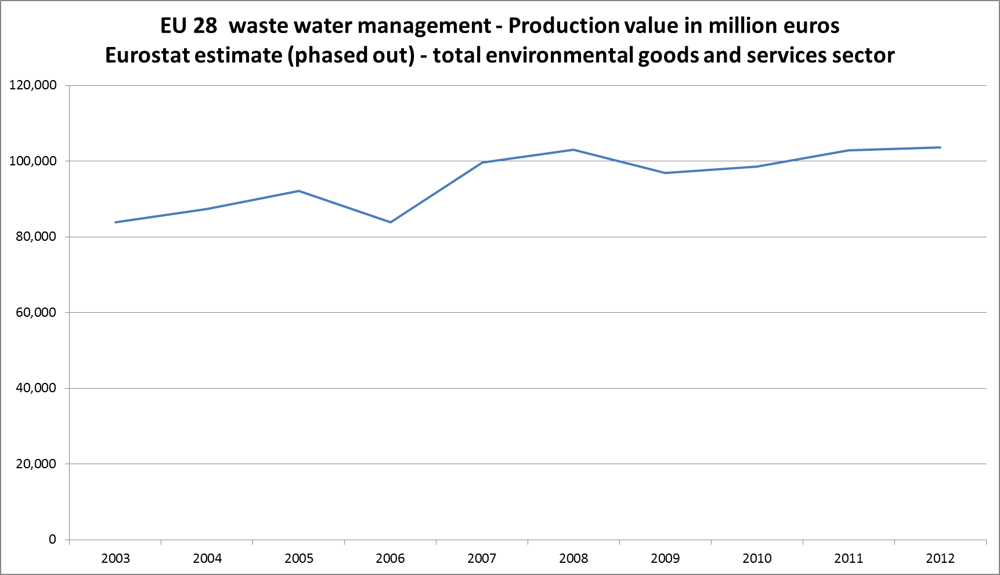 EU 28  waste water management - Production value in million euros
Eurostat estimate (phased out) - total environmental goods and services sector
120,000
100,000
80,000
60,000
40,000
20,000
0
2003 2004 2005 2006 2007 2008 2009 2010 2011 2012